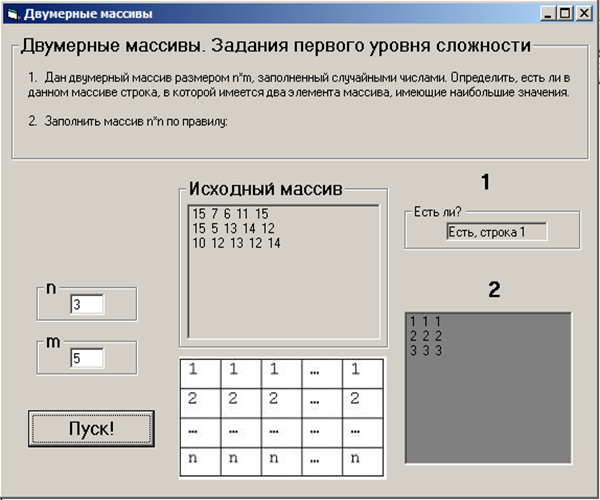 Двумерные массивы
Двумерные массивы. Задания первого уровня сложности
1. Дан двумерный массив размером n*m, заполненный случайными числами. Определить, есть ли в
данном массиве строка, в которой имеется два элемента массива, имеющие наибольшие значения.
2. Заполнить массив n*n по правилу:
Исходный массив
15 7 6 11 15
15 5 13 14 12
10 12 13 12 14
1
Есть ли?
Есть, строка 1
n
3
m
5
Пуск!
1 1 1 ... 1
2 2 2 ... 2
... ... ... ... ...
n n n ... n
2
1 1 1
2 2 2
3 3 3